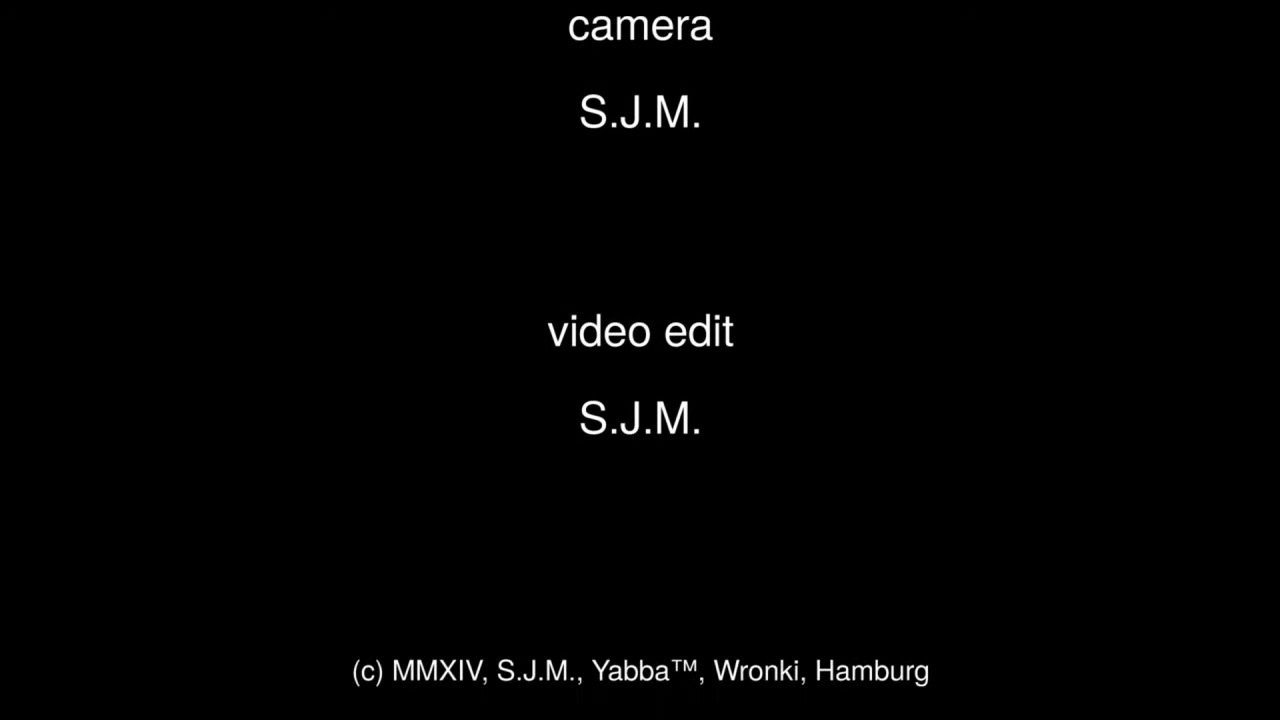 camera
S.J.M.
video edit
S.J.M.
(c) MMXIV, S.J.M., Yabba™, Wronki, Hamburg